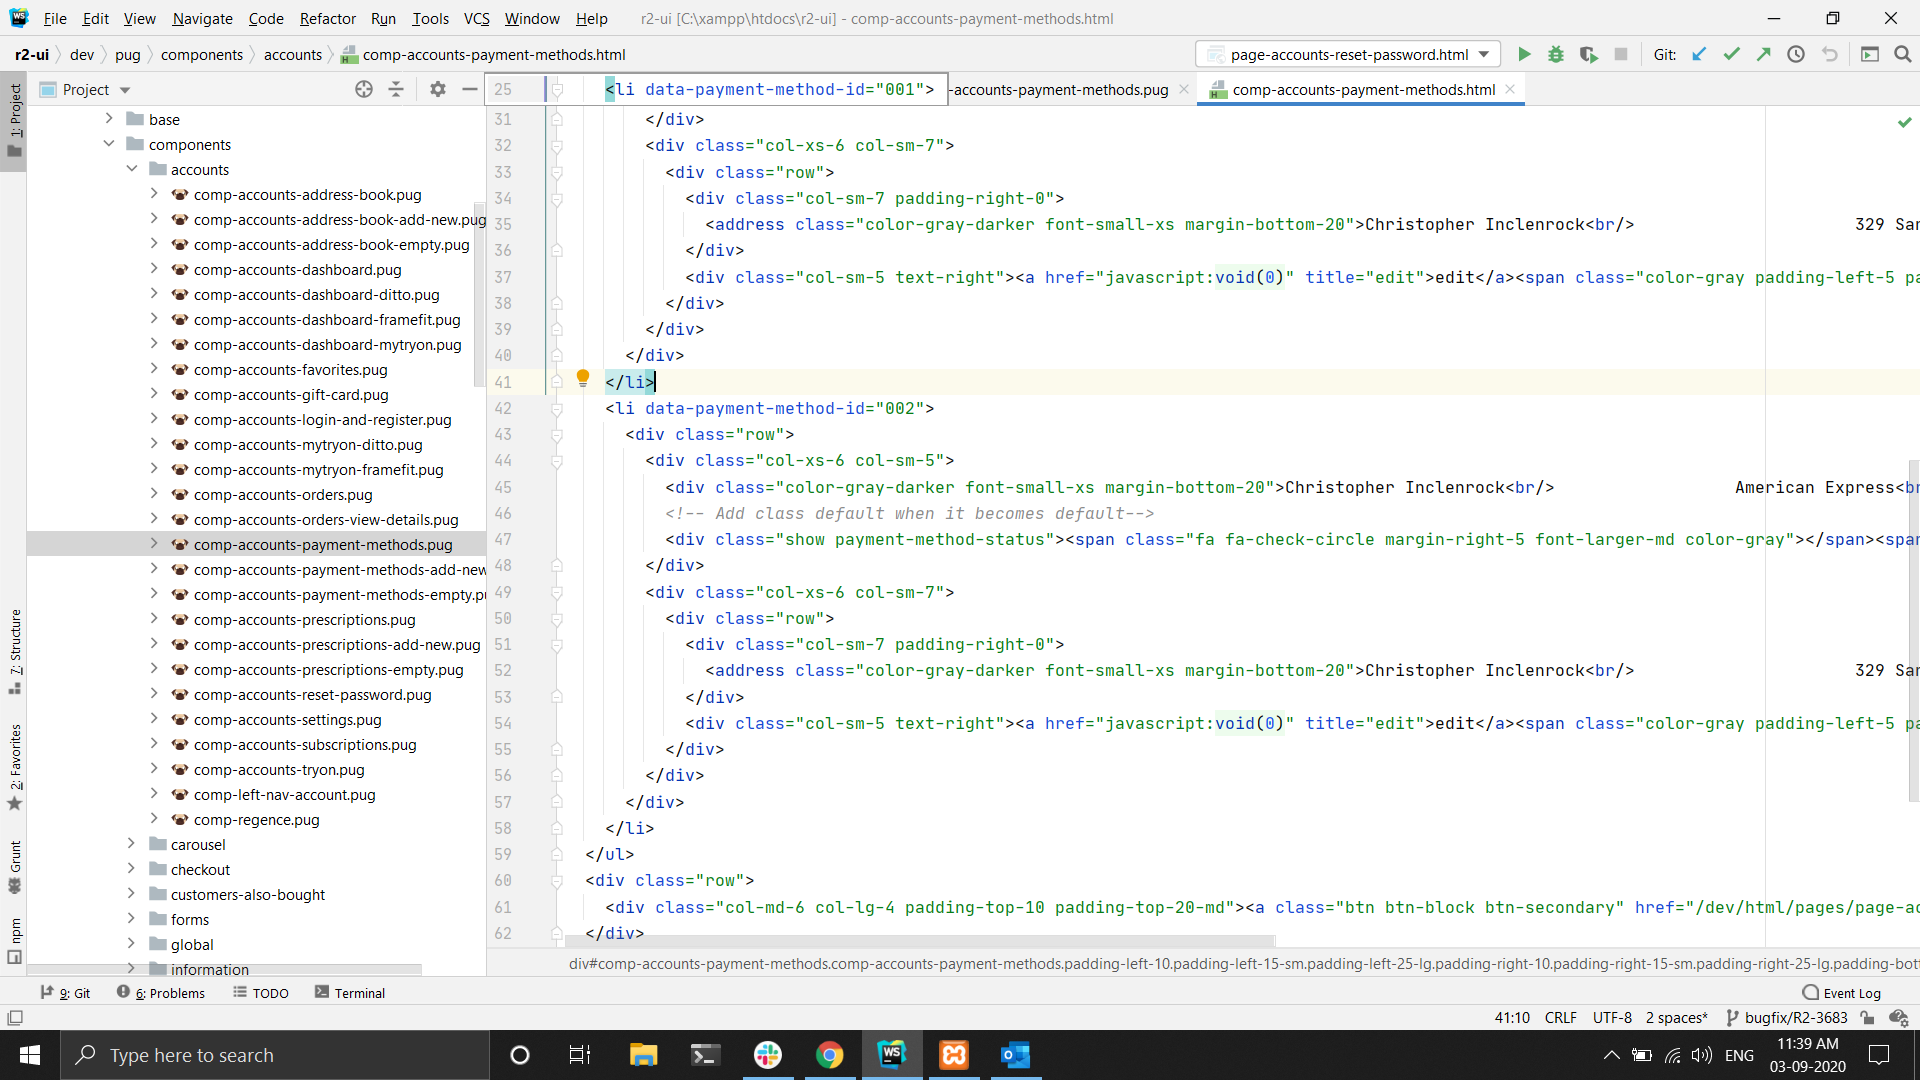 File Edit View Navigate Code Refactor Run Tools VCS Window Help r2-ui [C:\xampp\htdocs\r2-ui] - comp-accounts-payment-methods.html
r2-ui dev pug components accounts comp-accounts-payment-methods.html page-accounts-reset-password.html Git:
Project
-accounts-payment-methods.pug comp-accounts-payment-methods.html
1: Project
7: Structure
2: Favorites
Grunt
npm
base
components
accounts
comp-accounts-address-book.pug
comp-accounts-address-book-add-new.pug
comp-accounts-address-book-empty.pug
comp-accounts-dashboard.pug
comp-accounts-dashboard-ditto.pug
comp-accounts-dashboard-framefit.pug
comp-accounts-dashboard-mytryon.pug
comp-accounts-favorites.pug
comp-accounts-gift-card.pug
comp-accounts-login-and-register.pug
comp-accounts-mytryon-ditto.pug
comp-accounts-mytryon-framefit.pug
comp-accounts-orders.pug
comp-accounts-orders-view-details.pug
comp-accounts-payment-methods.pug
comp-accounts-payment-methods-add-new
comp-accounts-payment-methods-empty.pu
comp-accounts-prescriptions.pug
comp-accounts-prescriptions-add-new.pug
comp-accounts-prescriptions-empty.pug
comp-accounts-reset-password.pug
comp-accounts-settings.pug
comp-accounts-subscriptions.pug
comp-accounts-tryon.pug
comp-left-nav-account.pug
comp-regence.pug
carousel
checkout
customers-also-bought
forms
global
information
25 <li data-payment-method-id="001">
31 </div>
32 <div class="col-xs-6 col-sm-7">
33 <div class="row">
34 <div class="col-sm-7 padding-right-0">
35 <address class="color-gray-darker font-small-xs margin-bottom-20">Christopher Inclenrock<br/> 329 San
36 </div>
37 <div class="col-sm-5 text-right"><a href="javascript:void(0)" title="edit">edit</a><span class="color-gray padding-left-5 pa
38 </div>
39 </div>
40 </div>
41 </li>
42 <li data-payment-method-id="002">
43 <div class="row">
44 <div class="col-xs-6 col-sm-5">
45 <div class="color-gray-darker font-small-xs margin-bottom-20">Christopher Inclenrock<br/> American Express<br
46 <!-- Add class default when it becomes default-->
47 <div class="show payment-method-status"><span class="fa fa-check-circle margin-right-5 font-larger-md color-gray"></span><span
48 </div>
49 <div class="col-xs-6 col-sm-7">
50 <div class="row">
51 <div class="col-sm-7 padding-right-0">
52 <address class="color-gray-darker font-small-xs margin-bottom-20">Christopher Inclenrock<br/> 329 San
53 </div>
54 <div class="col-sm-5 text-right"><a href="javascript:void(0)" title="edit">edit</a><span class="color-gray padding-left-5 pa
55 </div>
56 </div>
57 </div>
58 </li>
59 </ul>
60 <div class="row">
61 <div class="col-md-6 col-lg-4 padding-top-10 padding-top-20-md"><a class="btn btn-block btn-secondary" href="/dev/html/pages/page-ac
62 </div>
div#comp-accounts-payment-methods.comp-accounts-payment-methods.padding-left-10.padding-left-15-sm.padding-left-25-lg.padding-right-10.padding-right-15-sm.padding-right-25-lg.padding-bott
9: Git 6: Problems TODO Terminal Event Log
41:10 CRLF UTF-8 2 spaces* bugfix/R2-3683
Type here to search
ENG
11:39 AM
03-09-2020